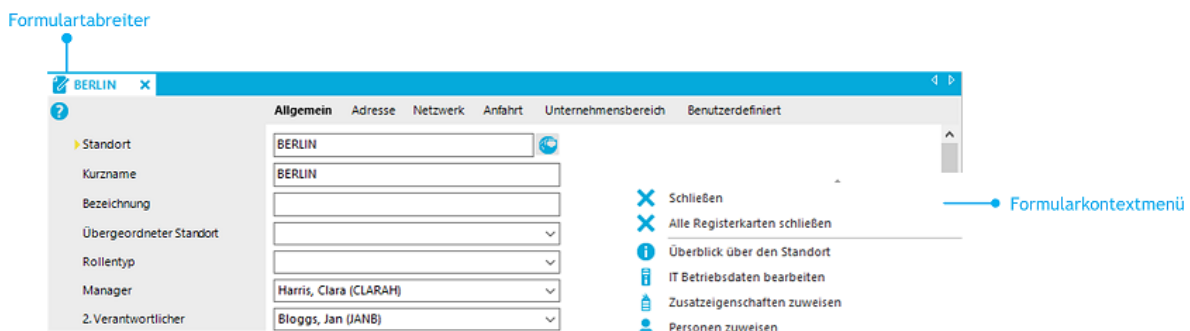 Formulartabreiter
BERLIN
Allgemein Adresse Netzwerk Anfahrt Unternehmensbereich Benutzerdefiniert
Standort BERLIN
Kurzname BERLIN
Bezeichnung
Übergeordneter Standort
Rollentyp
Manager Harris, Clara (CLARAH)
2. Verantwortlicher Bloggs, Jan (JANB)
Schließen
Alle Registerkarten schließen
Überblick über den Standort
IT Betriebsdaten bearbeiten
Zusatzeigenschaften zuweisen
Personen zuweisen
Formularkontextmenü